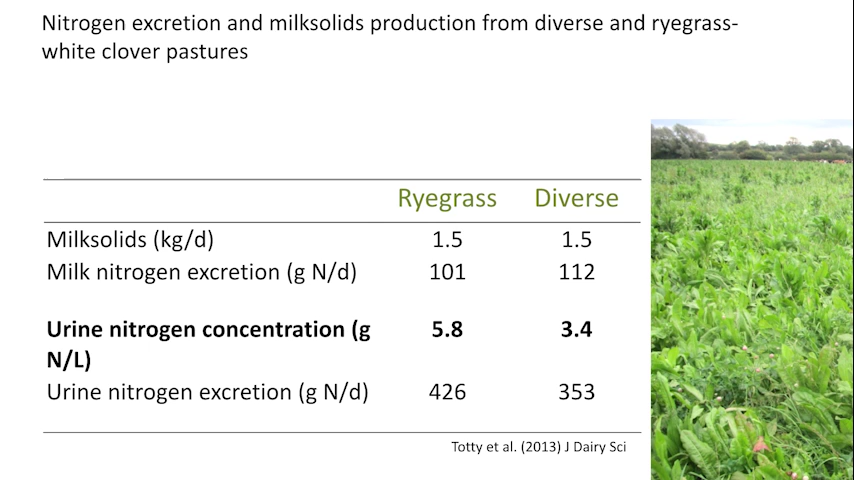 Nitrogen excretion and milksolids production from diverse and ryegrass-
white clover pastures
Ryegrass Diverse
Milksolids (kg/d) 1.5 1.5
Milk nitrogen excretion (g N/d) 101 112
Urine nitrogen concentration (g 5.8 3.4
N/L)
Urine nitrogen excretion (g N/d) 426 353
Totty et al. (2013) J Dairy Sci